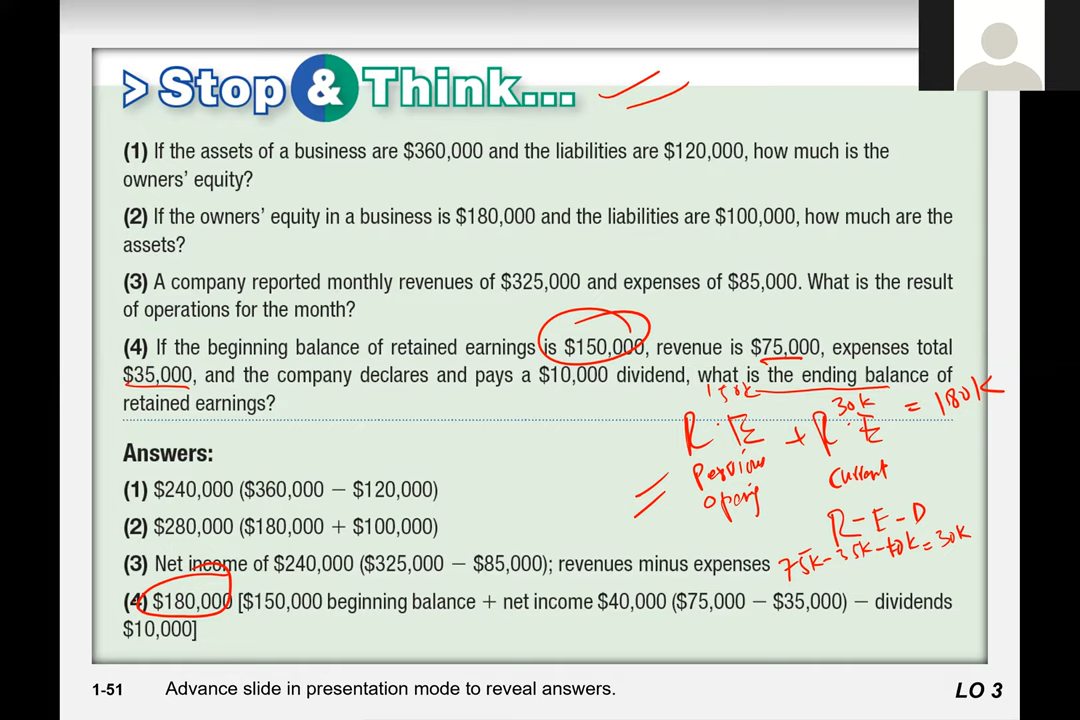 > Stop & Think...
(1) If the assets of a business are $360,000 and the liabilities are $120,000, how much is the
owners' equity?
(2) If the owners' equity in a business is $180,000 and the liabilities are $100,000, how much are the
assets?
(3) A company reported monthly revenues of $325,000 and expenses of $85,000. What is the result
of operations for the month?
(4) If the beginning balance of retained earnings is $150,000, revenue is $75,000, expenses total
$35,000, and the company declares and pays a $10,000 dividend, what is the ending balance of
retained earnings?
150k 30k
R.E + R.E = 180K
current
R-E-D
75k-35k-10k=30k
Answers:
(1) $240,000 ($360,000 − $120,000)
(2) $280,000 ($180,000 + $100,000)
(3) Net income of $240,000 ($325,000 − $85,000); revenues minus expenses
(4) $180,000 [$150,000 beginning balance + net income $40,000 ($75,000 − $35,000) − dividends
$10,000]
1-51 Advance slide in presentation mode to reveal answers. LO 3